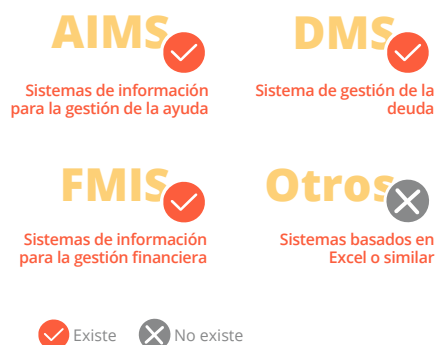 AIMS
Sistemas de información
para la gestión de la ayuda
DMS
Sistema de gestión de la
deuda
FMIS
Sistemas de información
para la gestión financiera
Otros
Sistemas basados en
Excel o similar
Existe
No existe